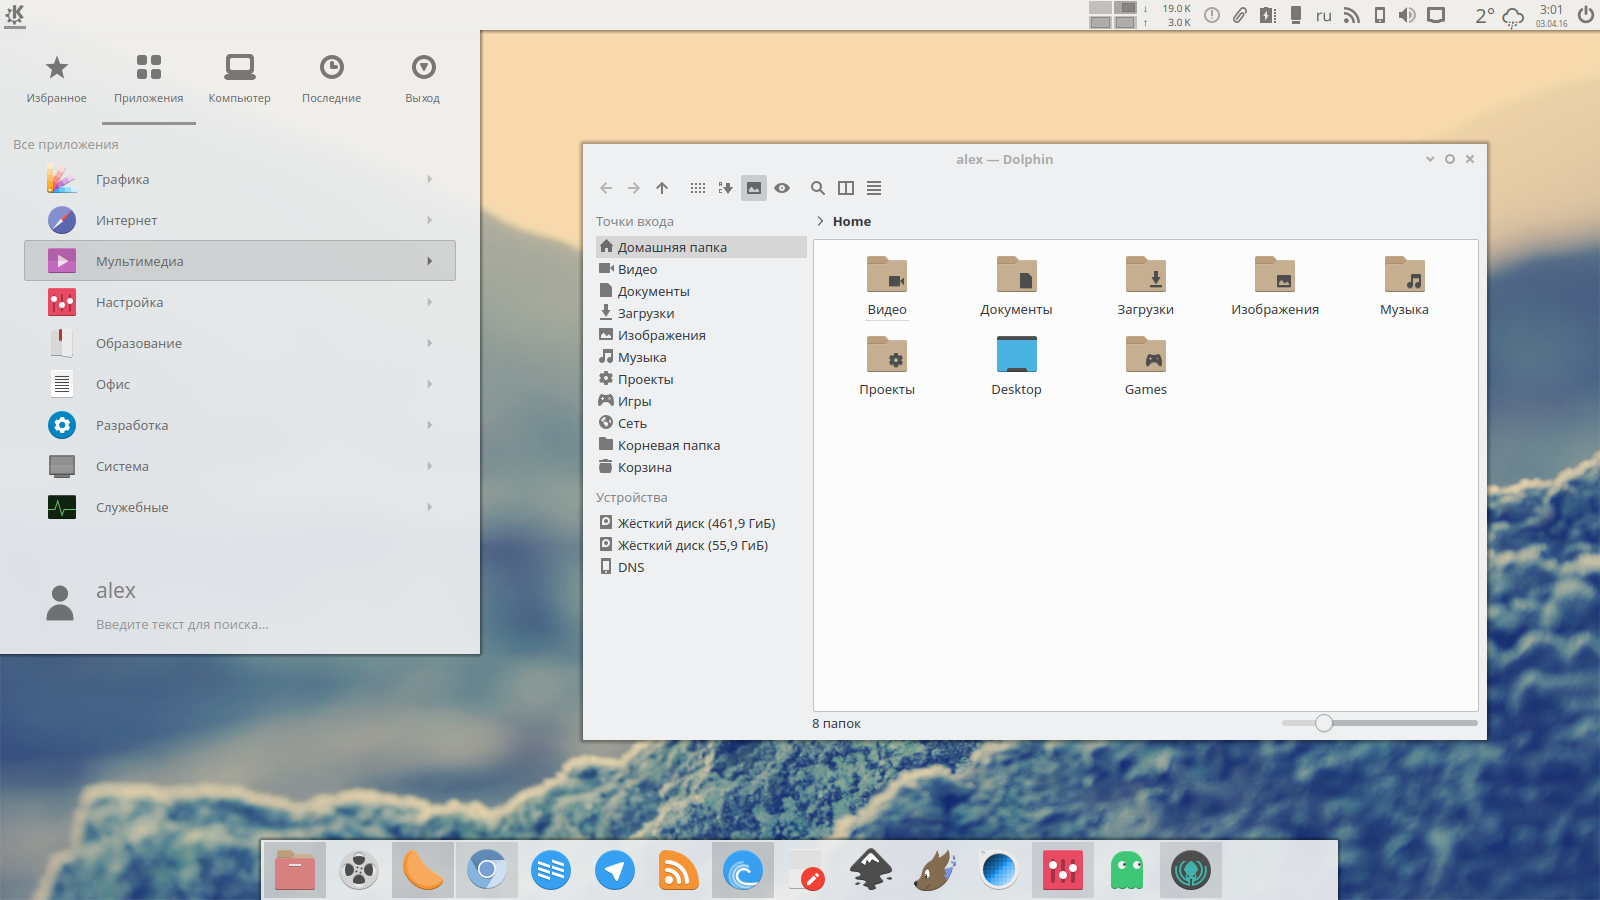 19.0 K
3.0 K
ru
2°
3:01
03.04.16
Избранное
Приложения
Компьютер
Последние
Выход
Все приложения
Графика
Интернет
Мультимедиа
Настройка
Образование
Офис
Разработка
Система
Служебные
alex
Введите текст для поиска...
alex — Dolphin
Точки входа
Домашняя папка
Видео
Документы
Загрузки
Изображения
Музыка
Проекты
Игры
Сеть
Корневая папка
Корзина
Устройства
Жёсткий диск (461,9 ГиБ)
Жёсткий диск (55,9 ГиБ)
DNS
Home
Видео
Документы
Загрузки
Изображения
Музыка
Проекты
Desktop
Games
8 папок